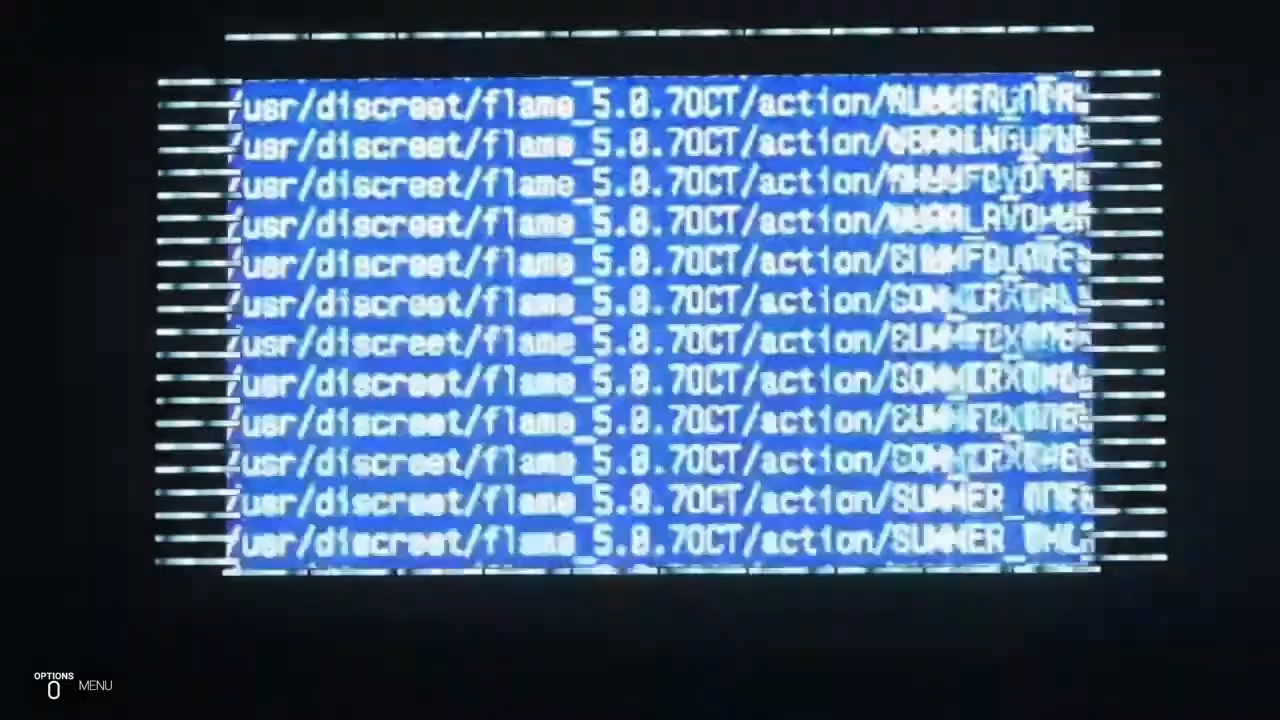 /usr/discreet/flame_5.0.7OCT/action/
/usr/discreet/flame_5.0.7OCT/action/
/usr/discreet/flame_5.0.7OCT/action/
/usr/discreet/flame_5.0.7OCT/action/
/usr/discreet/flame_5.0.7OCT/action/
/usr/discreet/flame_5.0.7OCT/action/
/usr/discreet/flame_5.0.7OCT/action/
/usr/discreet/flame_5.0.7OCT/action/
/usr/discreet/flame_5.0.7OCT/action/
/usr/discreet/flame_5.0.7OCT/action/
/usr/discreet/flame_5.0.7OCT/action/SUMMER_
/usr/discreet/flame_5.0.7OCT/action/SUMMER_
OPTIONS
MENU